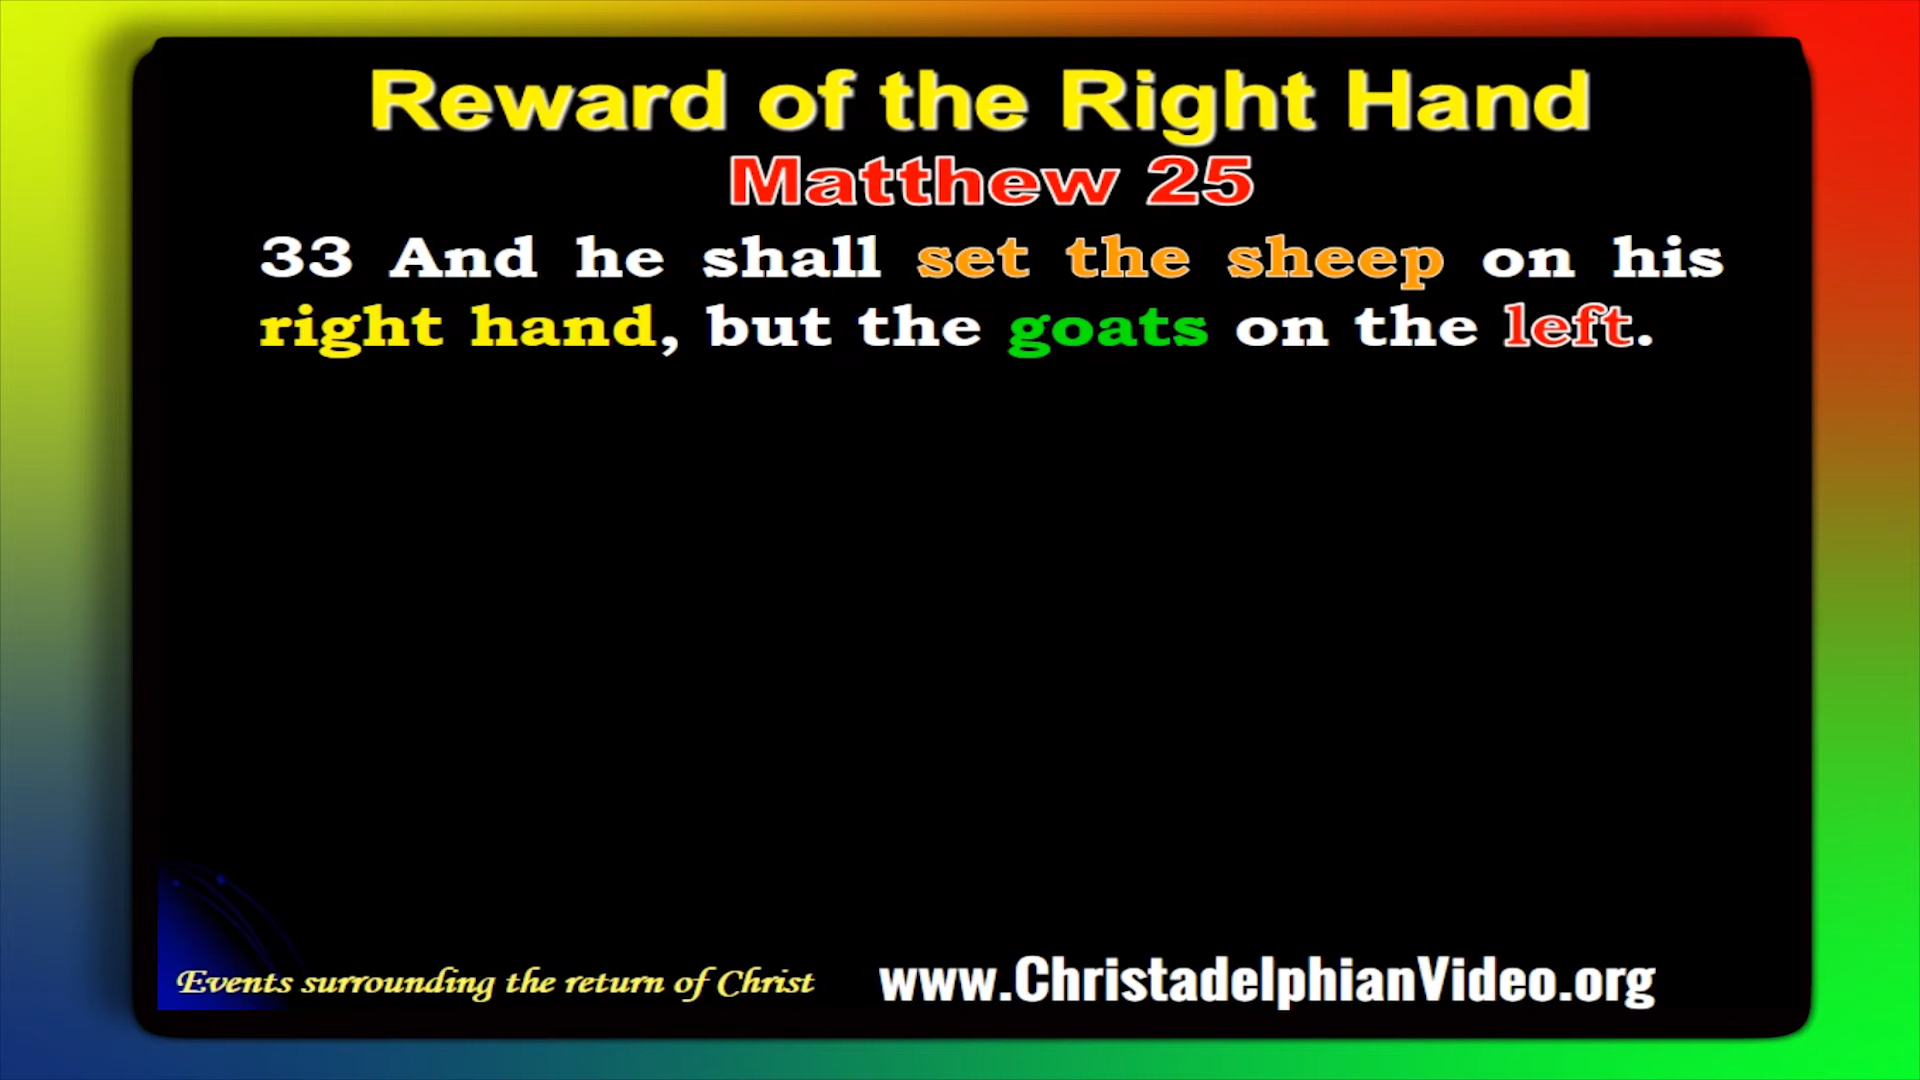 Reward of the Right Hand
Matthew 25
33 And he shall set the sheep on his
right hand, but the goats on the left.
Events surrounding the return of Christ
www.ChristadelphianVideo.org